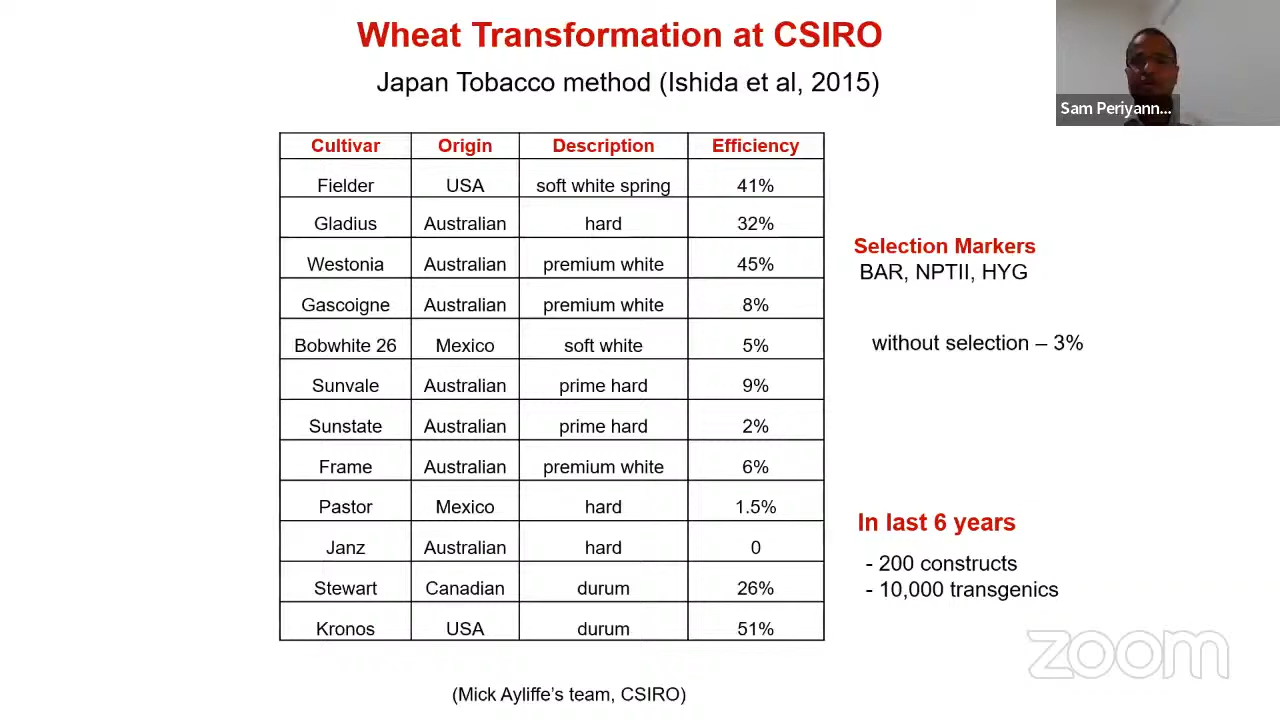 Wheat Transformation at CSIRO
Japan Tobacco method (Ishida et al, 2015)
Sam Periyann...
Cultivar Origin Description Efficiency
Fielder USA soft white spring 41%
Gladius Australian hard 32%
Westonia Australian premium white 45%
Gascoigne Australian premium white 8%
Bobwhite 26 Mexico soft white 5%
Sunvale Australian prime hard 9%
Sunstate Australian prime hard 2%
Frame Australian premium white 6%
Pastor Mexico hard 1.5%
Janz Australian hard 0
Stewart Canadian durum 26%
Kronos USA durum 51%
Selection Markers
BAR, NPTII, HYG
without selection – 3%
In last 6 years
- 200 constructs
- 10,000 transgenics
zoom
(Mick Ayliffe's team, CSIRO)